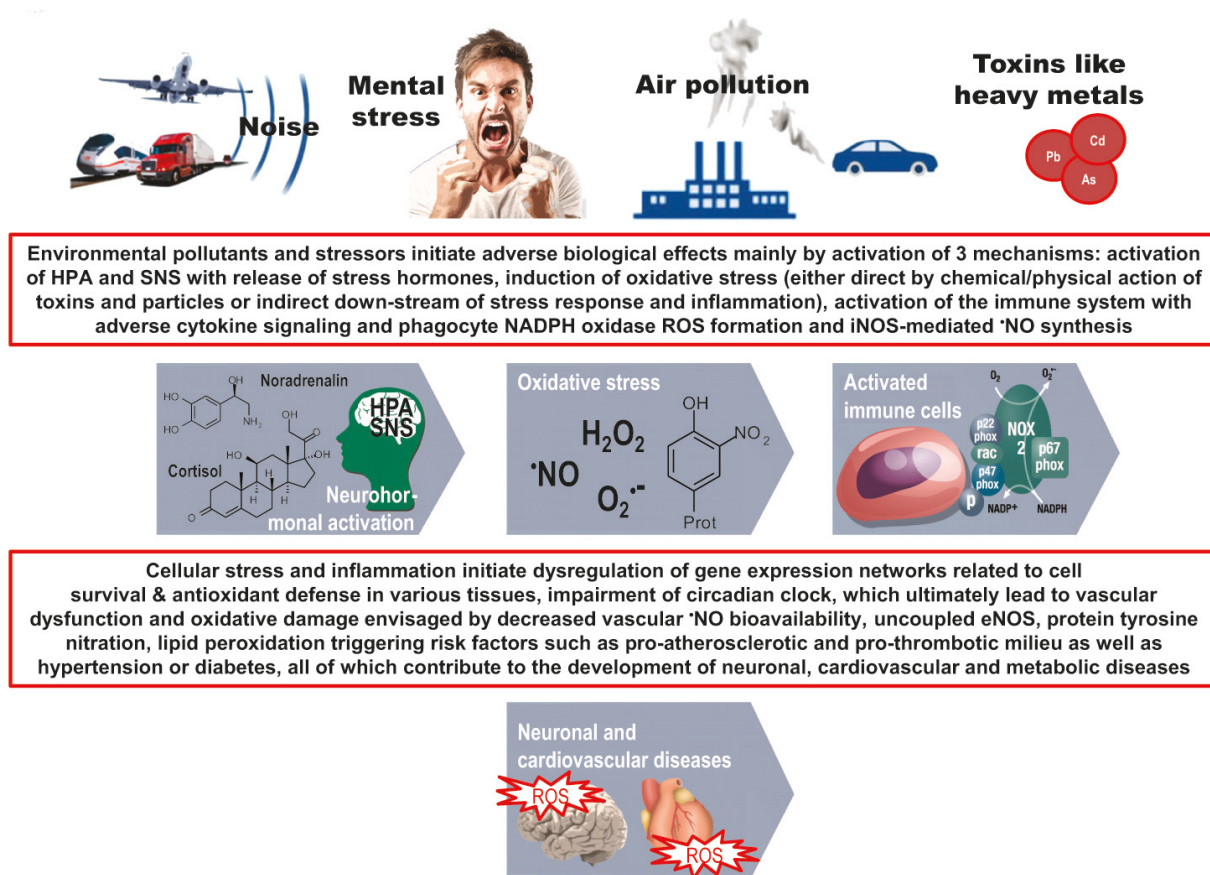 Noise
Mental
stress
Air pollution
Toxins like
heavy metals
Pb
Cd
As
Environmental pollutants and stressors initiate adverse biological effects mainly by activation of 3 mechanisms: activation
of HPA and SNS with release of stress hormones, induction of oxidative stress (either direct by chemical/physical action of
toxins and particles or indirect down-stream of stress response and inflammation), activation of the immune system with
adverse cytokine signaling and phagocyte NADPH oxidase ROS formation and iNOS-mediated •NO synthesis
Noradrenalin
OH
HO
HO
NH₂
HPA
SNS
Cortisol
HO
O
OH
HO
H
H
H
O
Neurohor-
monal activation
Oxidative stress
H₂O₂
•NO
O₂•-
OH
NO₂
Prot
Activated
immune cells
O₂
O₂•-
p22
phox
NOX
2
rac
p67
phox
p47
phox
p
NADP+
NADPH
Cellular stress and inflammation initiate dysregulation of gene expression networks related to cell
survival & antioxidant defense in various tissues, impairment of circadian clock, which ultimately lead to vascular
dysfunction and oxidative damage envisaged by decreased vascular •NO bioavailability, uncoupled eNOS, protein tyrosine
nitration, lipid peroxidation triggering risk factors such as pro-atherosclerotic and pro-thrombotic milieu as well as
hypertension or diabetes, all of which contribute to the development of neuronal, cardiovascular and metabolic diseases
Neuronal and
cardiovascular diseases
ROS
ROS